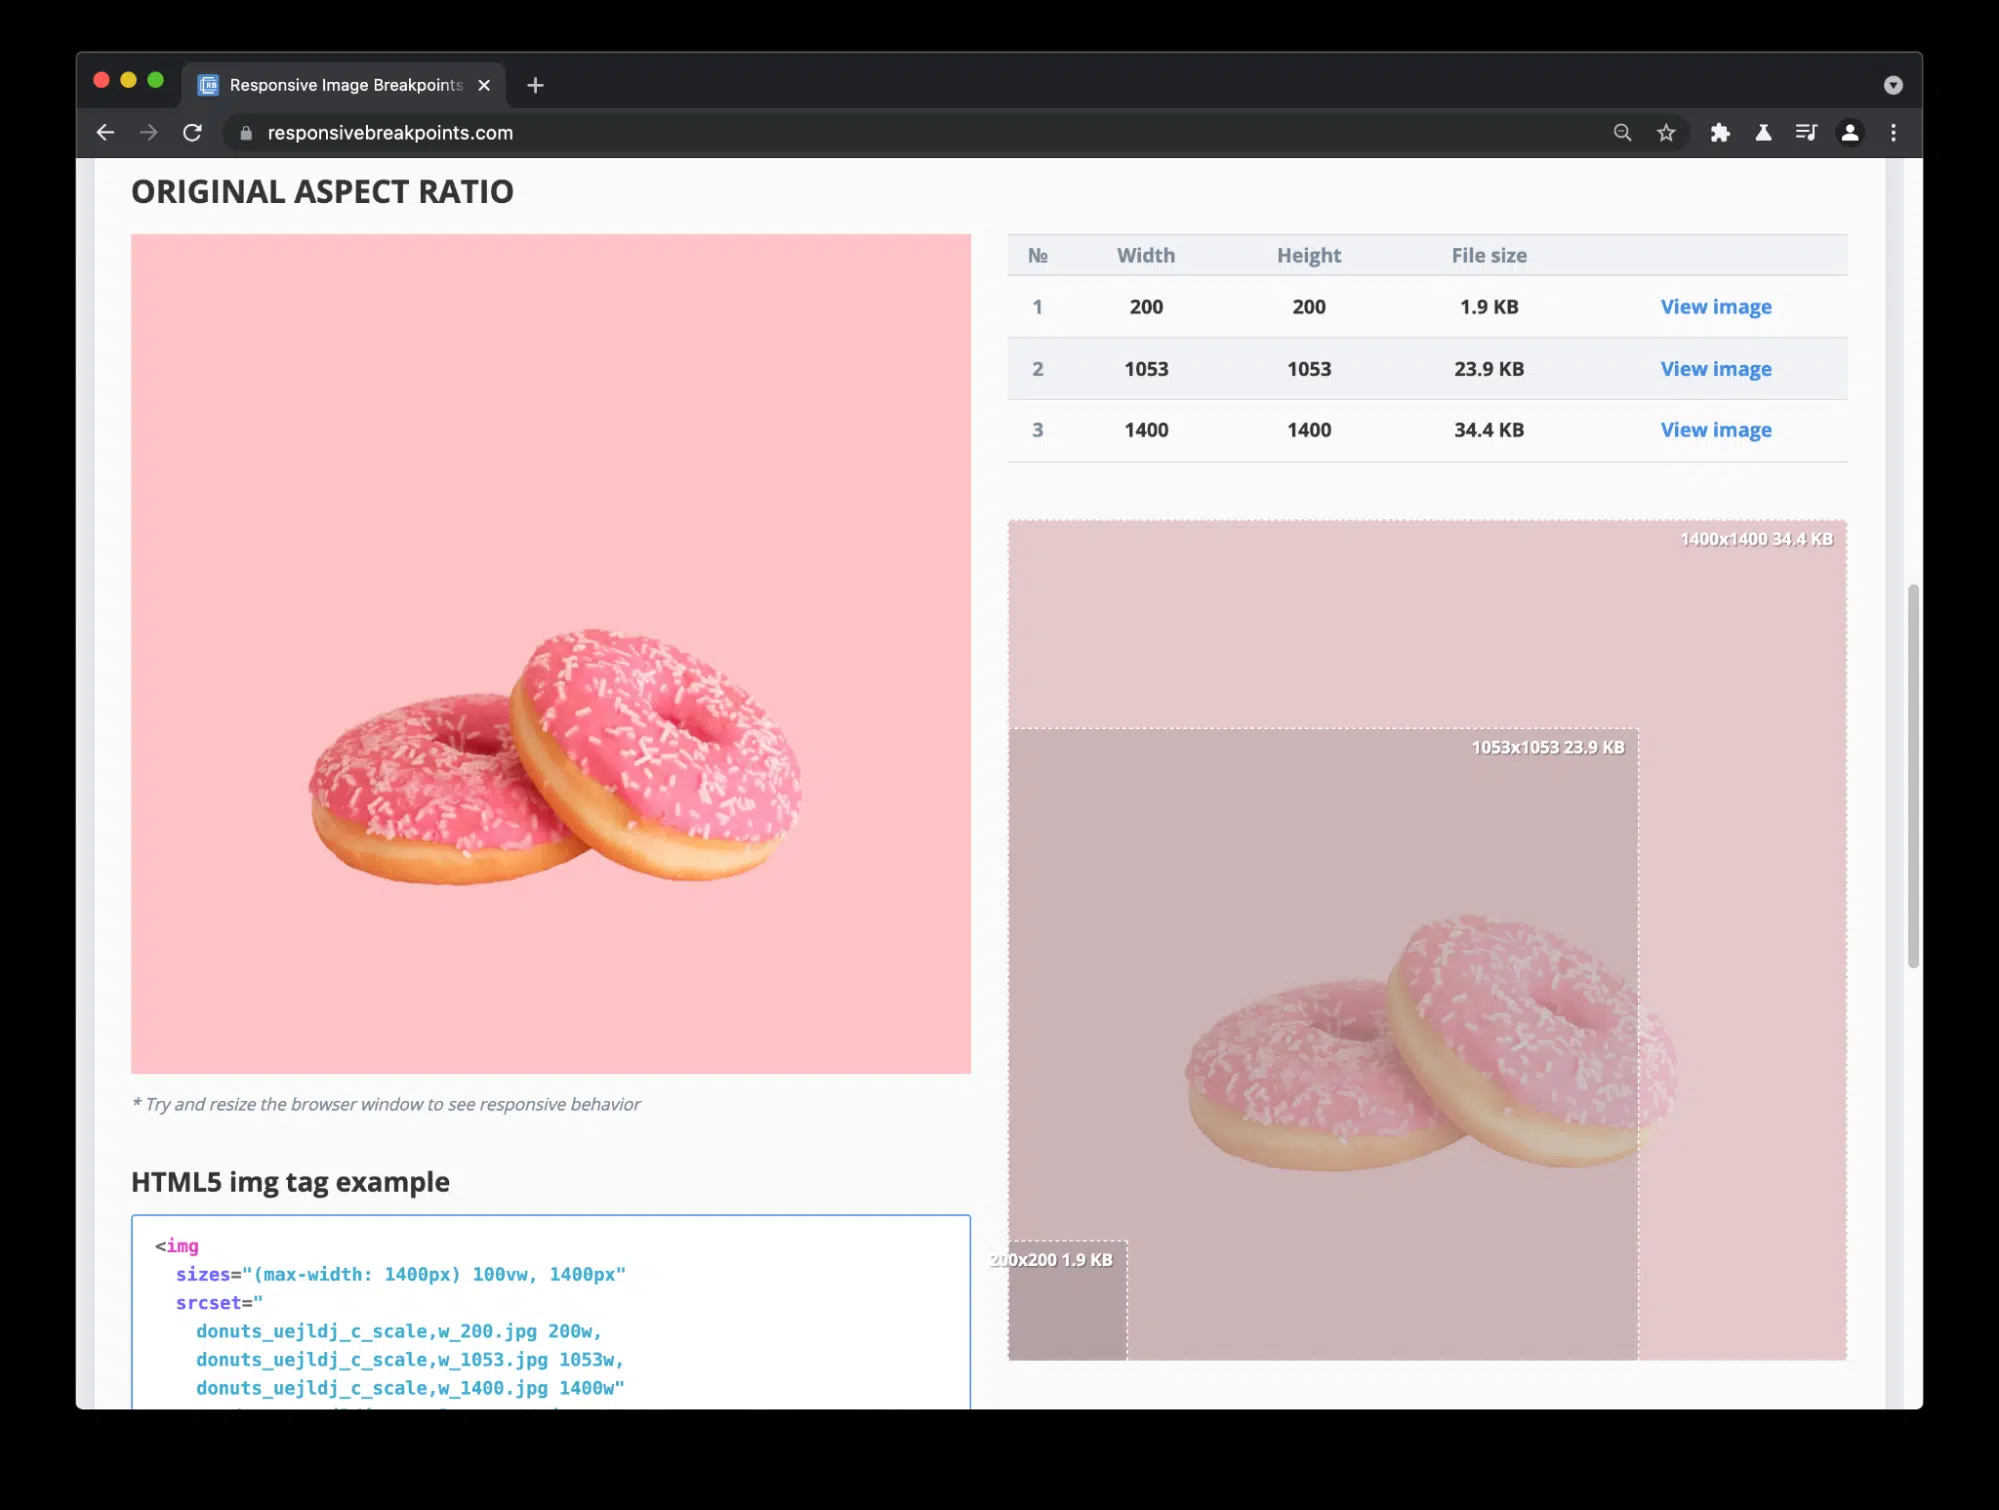 Responsive Image Breakpoints
responsivebreakpoints.com
ORIGINAL ASPECT RATIO
№ Width Height File size
1 200 200 1.9 KB View image
2 1053 1053 23.9 KB View image
3 1400 1400 34.4 KB View image
1400x1400 34.4 KB
1053x1053 23.9 KB
200x200 1.9 KB
* Try and resize the browser window to see responsive behavior
HTML5 img tag example
<img
sizes="(max-width: 1400px) 100vw, 1400px"
srcset="
donuts_uejldj_c_scale,w_200.jpg 200w,
donuts_uejldj_c_scale,w_1053.jpg 1053w,
donuts_uejldj_c_scale,w_1400.jpg 1400w"